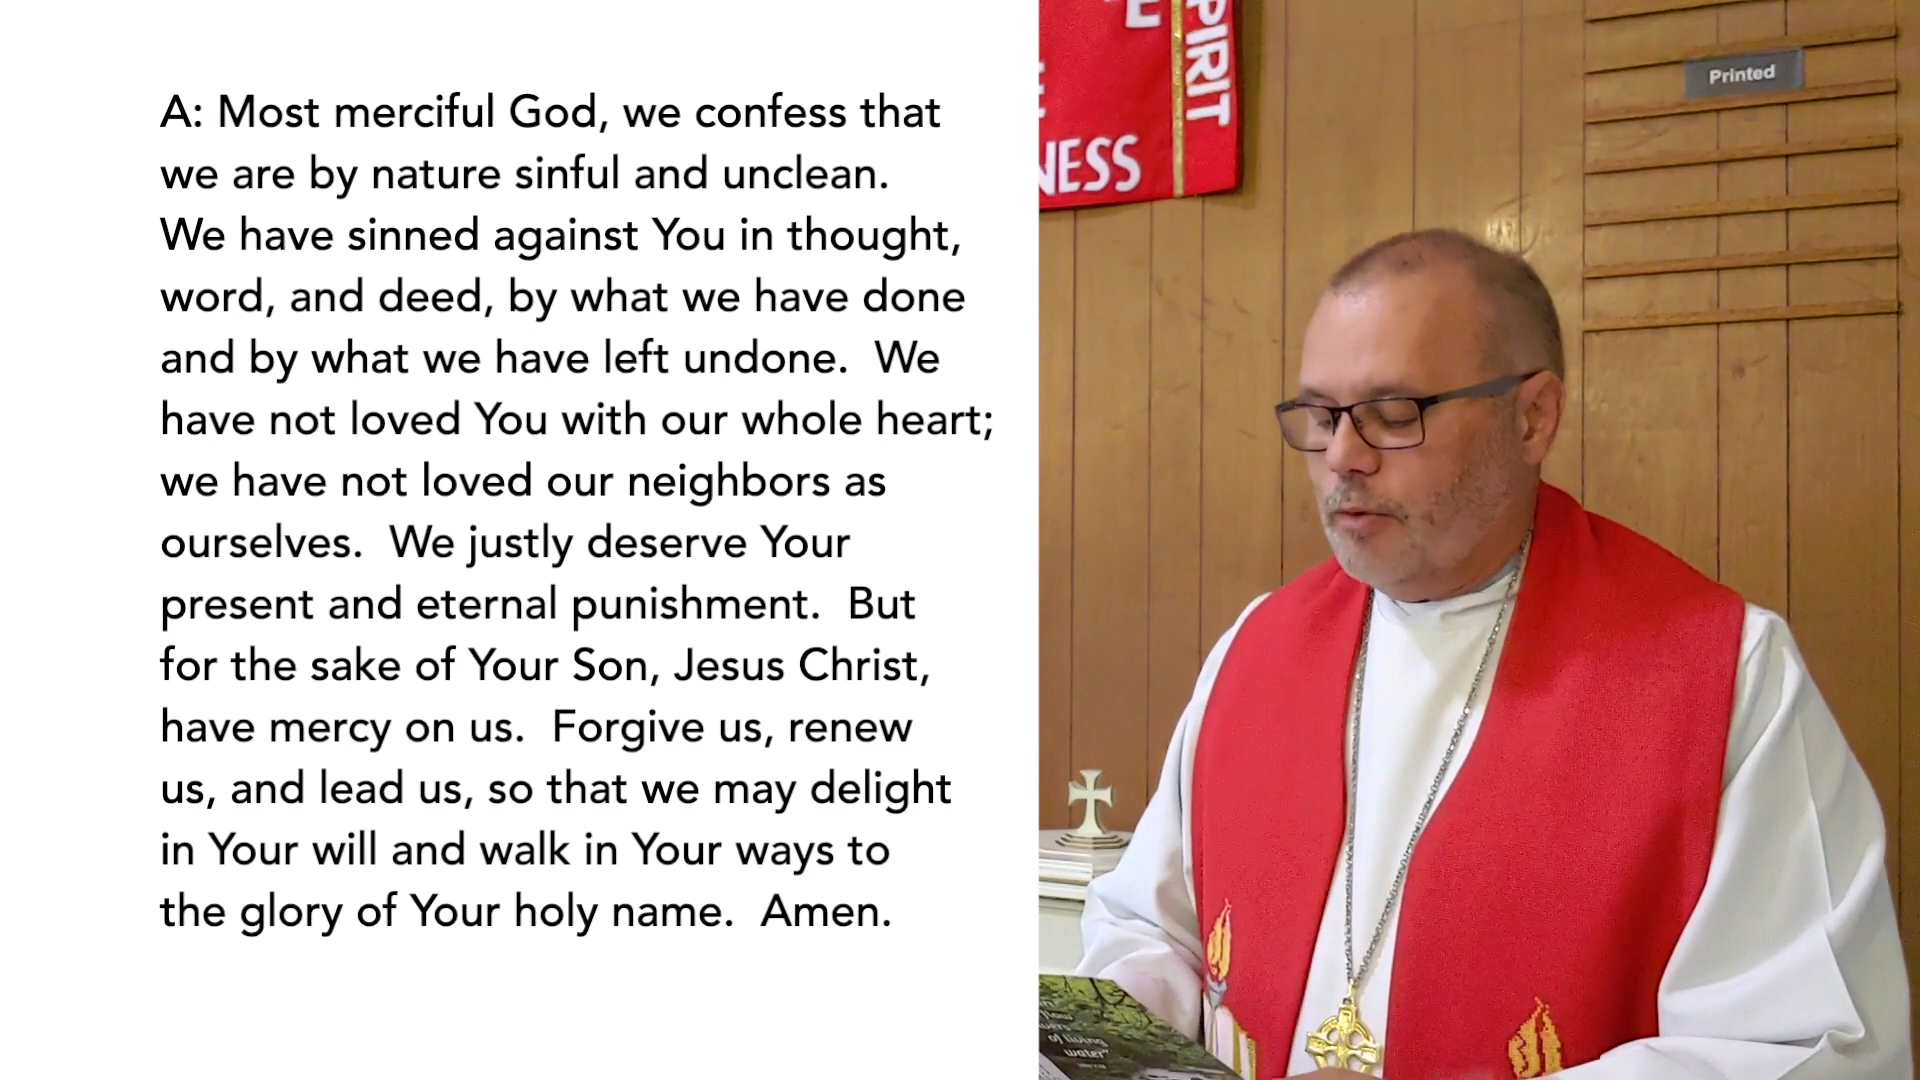 A: Most merciful God, we confess that
we are by nature sinful and unclean.
We have sinned against You in thought,
word, and deed, by what we have done
and by what we have left undone.  We
have not loved You with our whole heart;
we have not loved our neighbors as
ourselves.  We justly deserve Your
present and eternal punishment.  But
for the sake of Your Son, Jesus Christ,
have mercy on us.  Forgive us, renew
us, and lead us, so that we may delight
in Your will and walk in Your ways to
the glory of Your holy name.  Amen.
PIRIT
NESS
Printed
flow
of living
water"